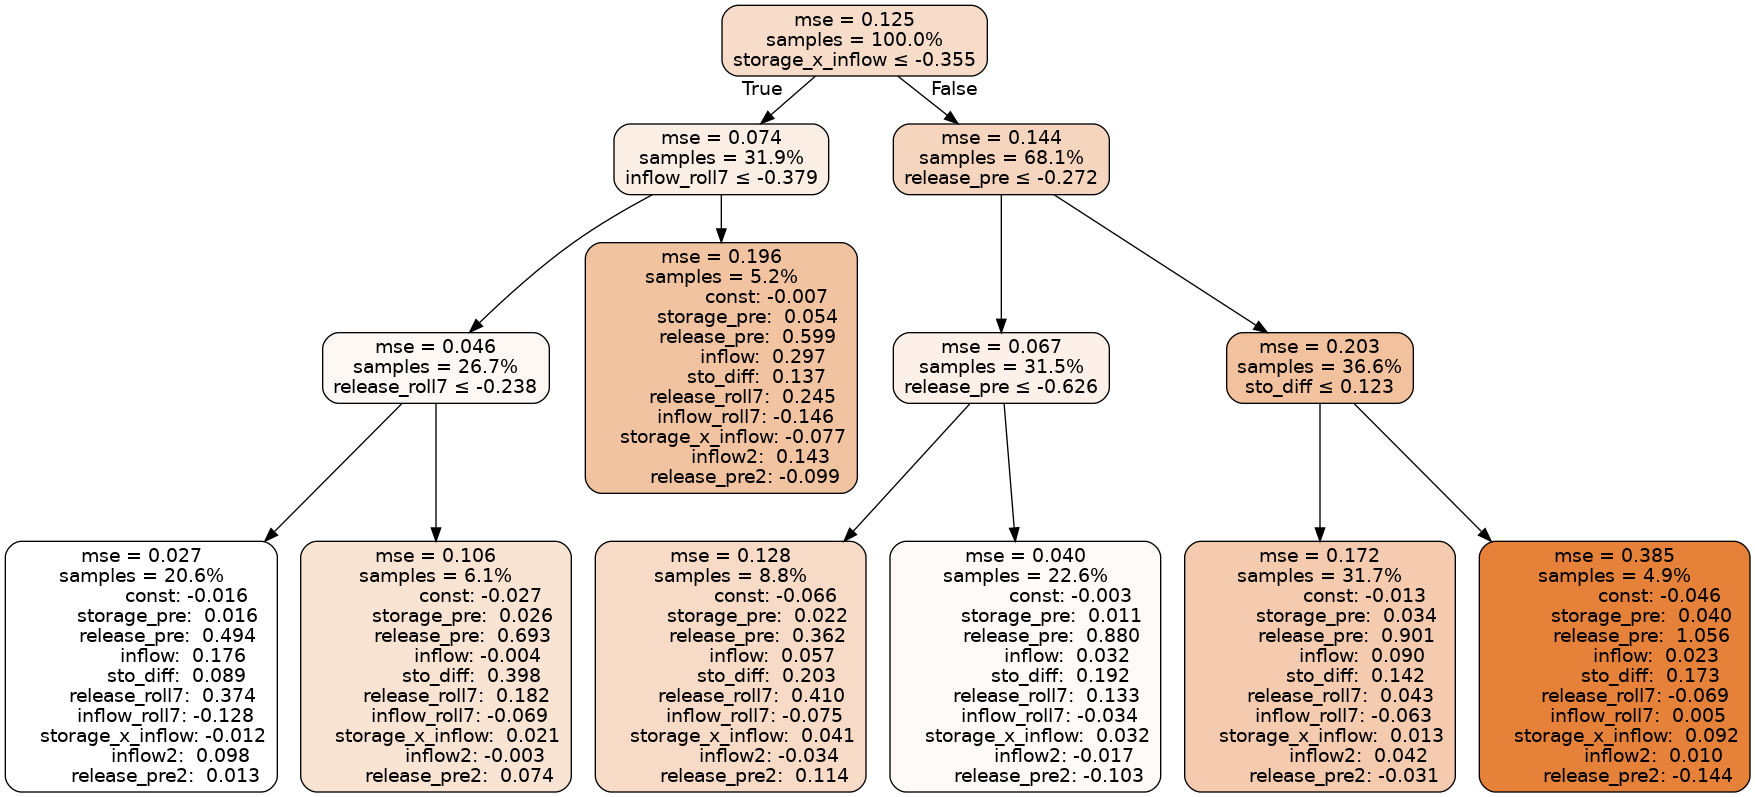 mse = 0.125
samples = 100.0%
storage_x_inflow ≤ -0.355
True
False
mse = 0.074
samples = 31.9%
inflow_roll7 ≤ -0.379
mse = 0.144
samples = 68.1%
release_pre ≤ -0.272
mse = 0.196
samples = 5.2%
const: -0.007
storage_pre:  0.054
release_pre:  0.599
inflow:  0.297
sto_diff:  0.137
release_roll7:  0.245
inflow_roll7: -0.146
storage_x_inflow: -0.077
inflow2:  0.143
release_pre2: -0.099
mse = 0.046
samples = 26.7%
release_roll7 ≤ -0.238
mse = 0.067
samples = 31.5%
release_pre ≤ -0.626
mse = 0.203
samples = 36.6%
sto_diff ≤ 0.123
mse = 0.027
samples = 20.6%
const: -0.016
storage_pre:  0.016
release_pre:  0.494
inflow:  0.176
sto_diff:  0.089
release_roll7:  0.374
inflow_roll7: -0.128
storage_x_inflow: -0.012
inflow2:  0.098
release_pre2:  0.013
mse = 0.106
samples = 6.1%
const: -0.027
storage_pre:  0.026
release_pre:  0.693
inflow: -0.004
sto_diff:  0.398
release_roll7:  0.182
inflow_roll7: -0.069
storage_x_inflow:  0.021
inflow2: -0.003
release_pre2:  0.074
mse = 0.128
samples = 8.8%
const: -0.066
storage_pre:  0.022
release_pre:  0.362
inflow:  0.057
sto_diff:  0.203
release_roll7:  0.410
inflow_roll7: -0.075
storage_x_inflow:  0.041
inflow2: -0.034
release_pre2:  0.114
mse = 0.040
samples = 22.6%
const: -0.003
storage_pre:  0.011
release_pre:  0.880
inflow:  0.032
sto_diff:  0.192
release_roll7:  0.133
inflow_roll7: -0.034
storage_x_inflow:  0.032
inflow2: -0.017
release_pre2: -0.103
mse = 0.172
samples = 31.7%
const: -0.013
storage_pre:  0.034
release_pre:  0.901
inflow:  0.090
sto_diff:  0.142
release_roll7:  0.043
inflow_roll7: -0.063
storage_x_inflow:  0.013
inflow2:  0.042
release_pre2: -0.031
mse = 0.385
samples = 4.9%
const: -0.046
storage_pre:  0.040
release_pre:  1.056
inflow:  0.023
sto_diff:  0.173
release_roll7: -0.069
inflow_roll7:  0.005
storage_x_inflow:  0.092
inflow2:  0.010
release_pre2: -0.144